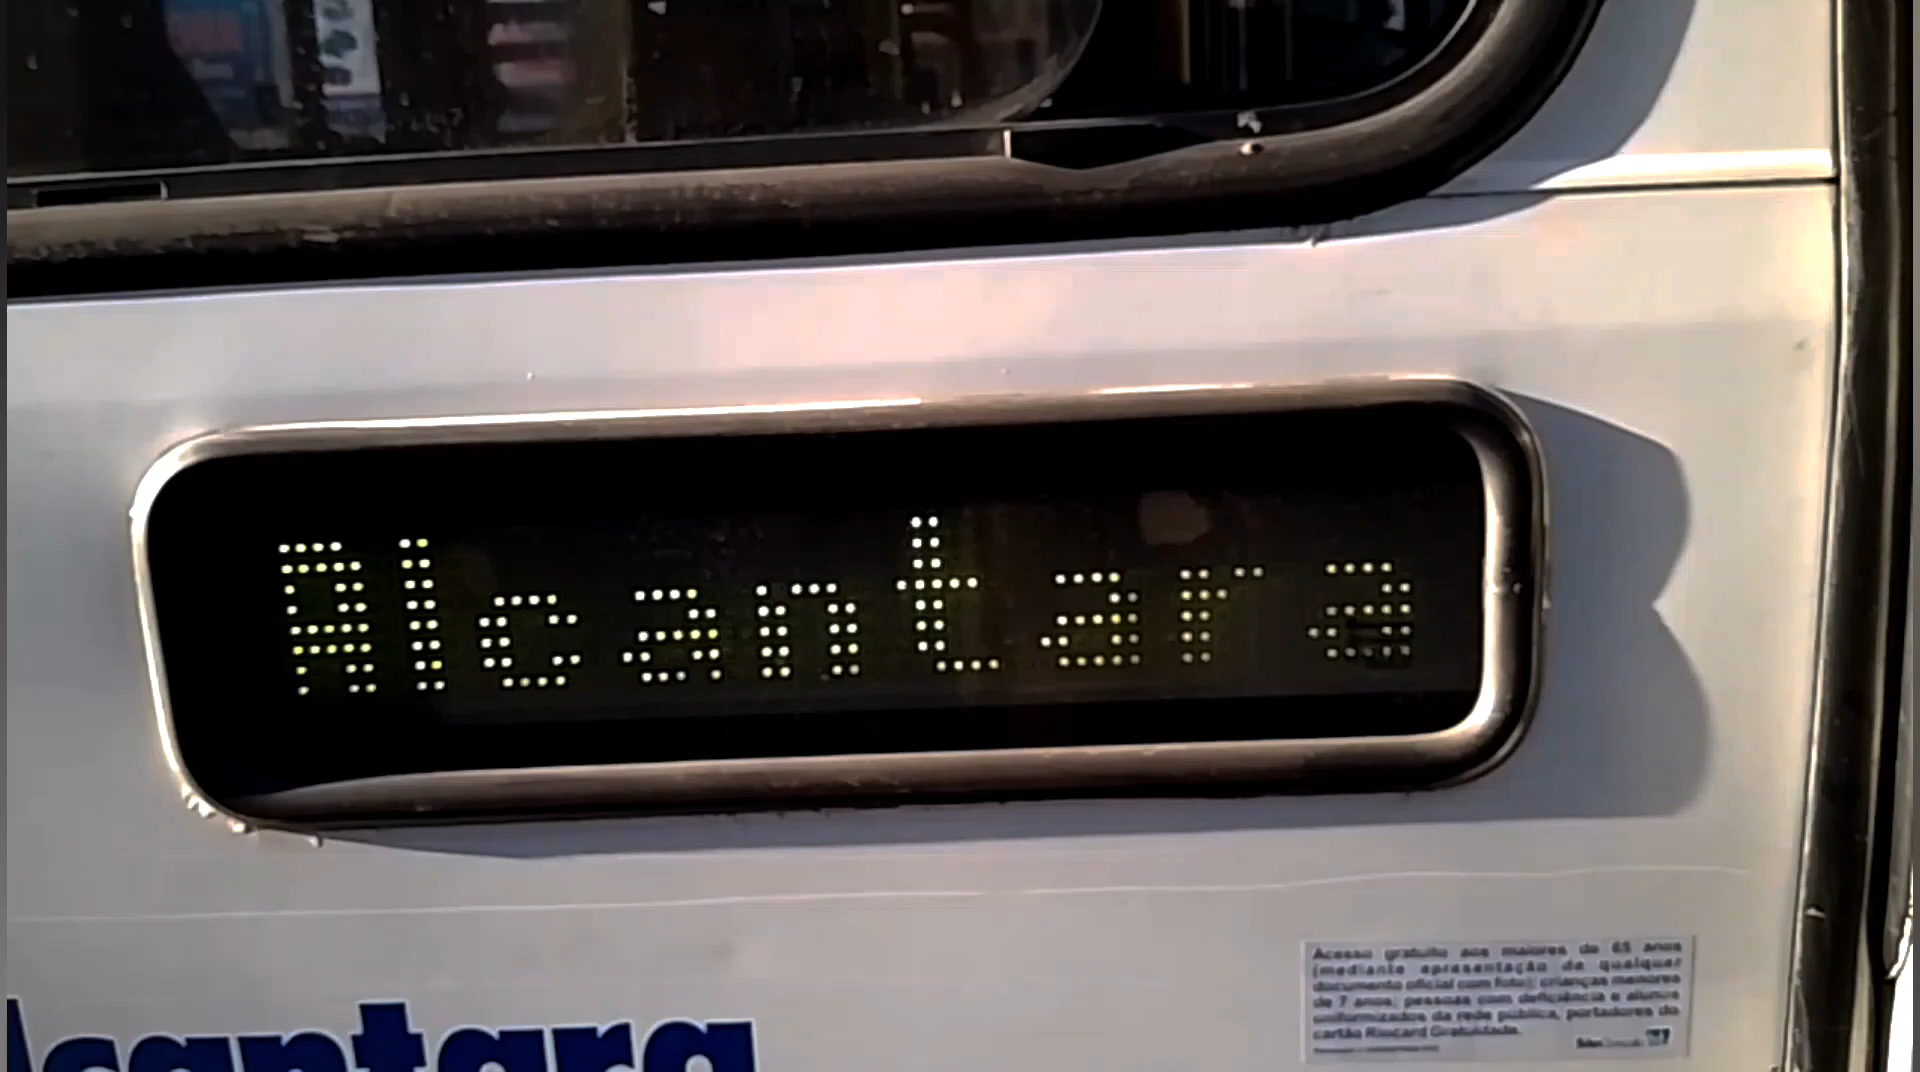 Alcantara
Acesso gratuito aos maiores de 65 anos
(mediante apresentação de qualquer
documento oficial com foto); crianças menores
de 7 anos; pessoas com deficiência e alunos
uniformizados da rede pública, portadores do
cartão Riocard Gratuidade.